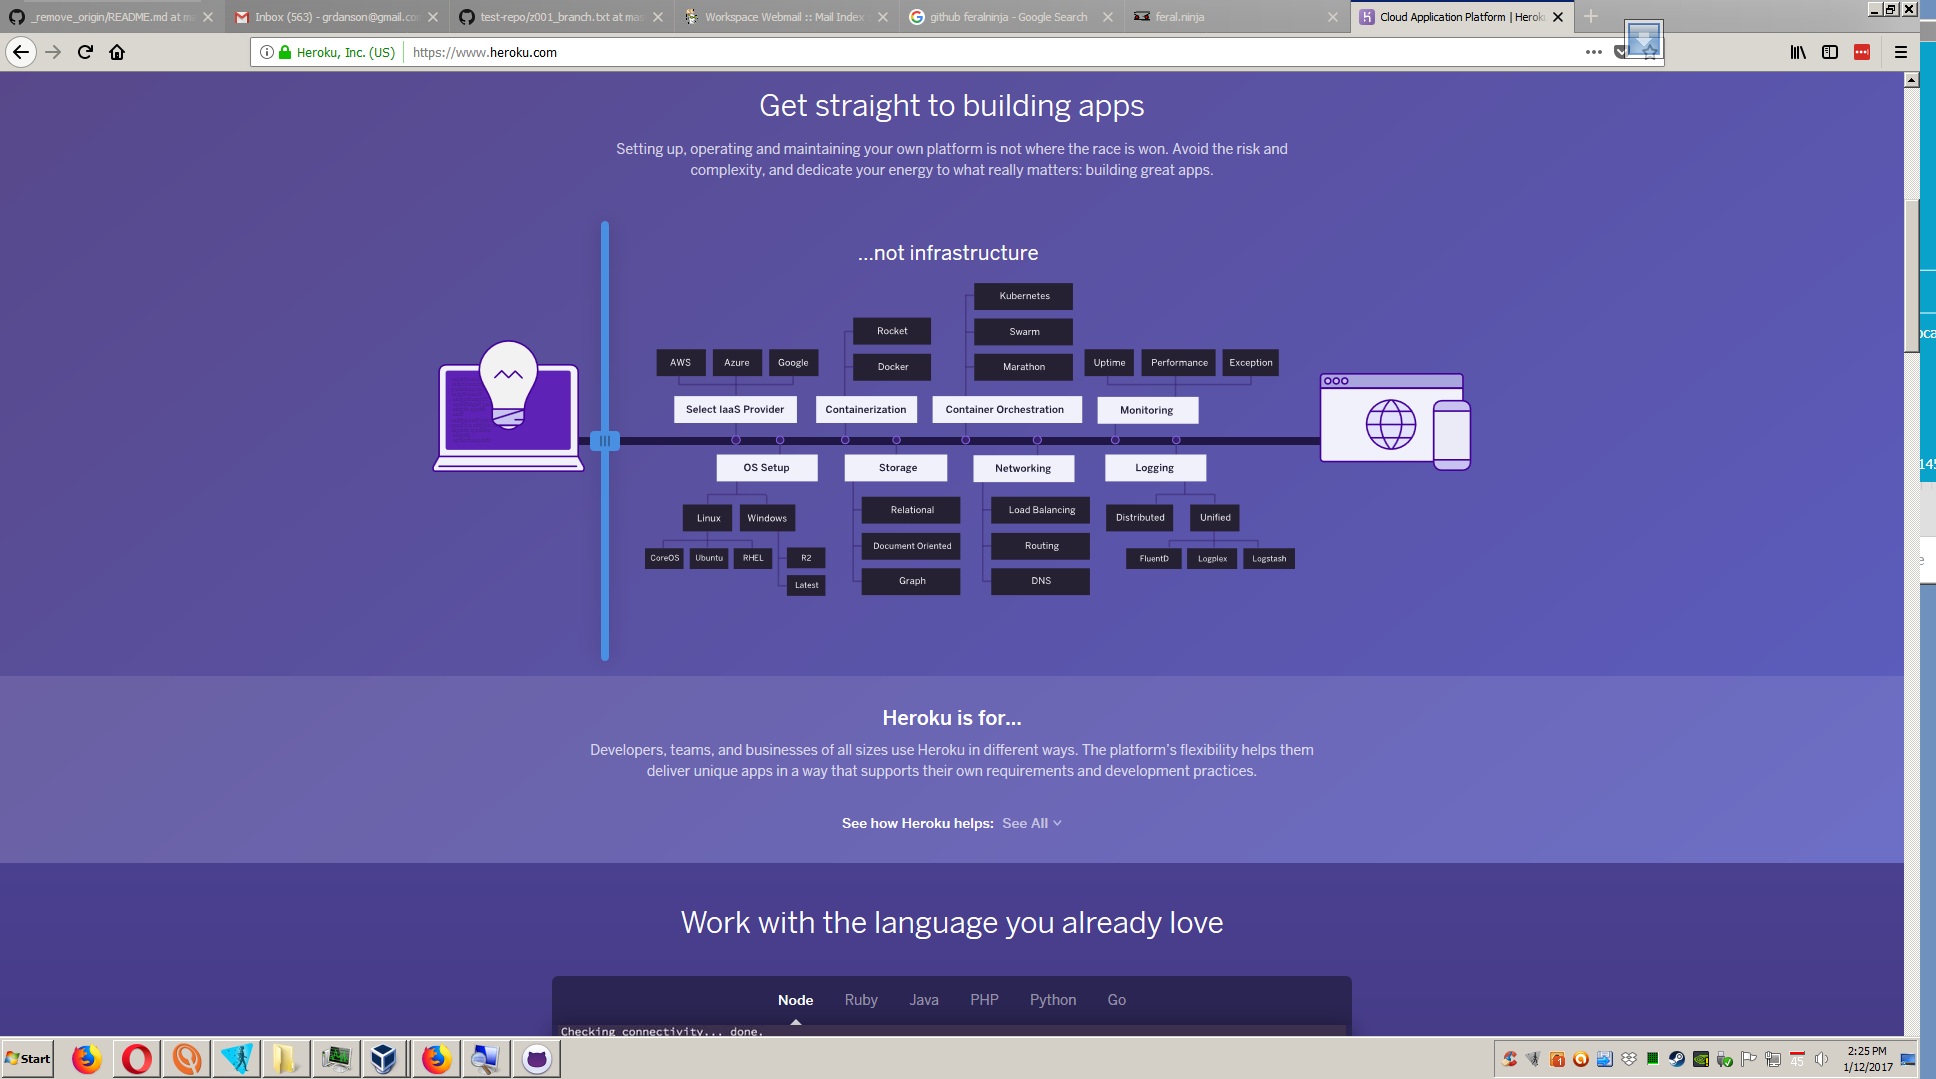 _remove_origin/README.md at ma
Inbox (563) - grdanson@gmail.co
test-repo/z001_branch.txt at mas
Workspace Webmail :: Mail Index
github feralninja - Google Search
feral.ninja
Cloud Application Platform | Herok
Heroku, Inc. (US)
https://www.heroku.com
Get straight to building apps
Setting up, operating and maintaining your own platform is not where the race is won. Avoid the risk and
complexity, and dedicate your energy to what really matters: building great apps.
...not infrastructure
Kubernetes
Rocket
Swarm
AWS
Azure
Google
Docker
Marathon
Uptime
Performance
Exception
Select IaaS Provider
Containerization
Container Orchestration
Monitoring
OS Setup
Storage
Networking
Logging
Linux
Windows
Relational
Load Balancing
Distributed
Unified
CoreOS
Ubuntu
RHEL
R2
Document Oriented
Routing
FluentD
Logplex
Logstash
Latest
Graph
DNS
Heroku is for...
Developers, teams, and businesses of all sizes use Heroku in different ways. The platform's flexibility helps them
deliver unique apps in a way that supports their own requirements and development practices.
See how Heroku helps: See All
Work with the language you already love
Node
Ruby
Java
PHP
Python
Go
Checking connectivity... done.
Start
45
2:25 PM
1/12/2017